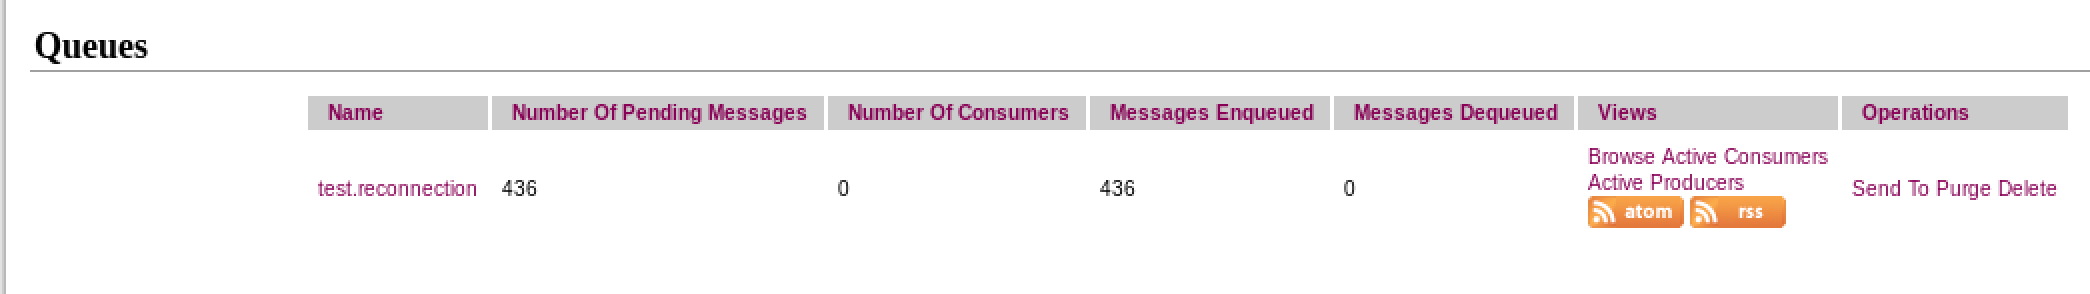 Queues
Name Number Of Pending Messages Number Of Consumers Messages Enqueued Messages Dequeued Views Operations
test.reconnection 436 0 436 0 Browse Active Consumers
Active Producers
atom rss Send To Purge Delete